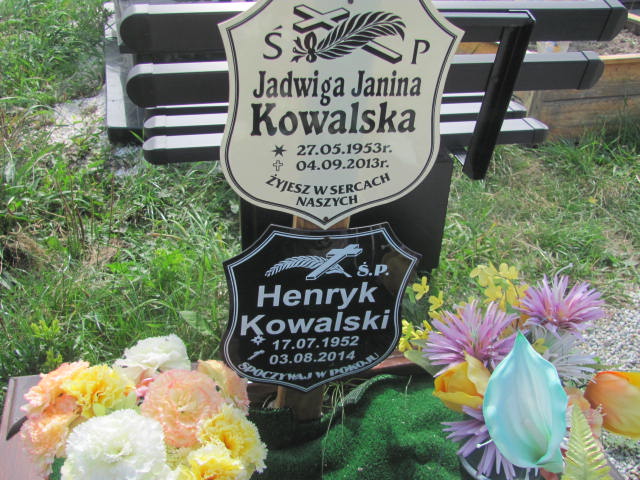 Ś P
Jadwiga Janina
Kowalska
* 27.05.1953r.
✝ 04.09.2013r.
ŻYJESZ W SERCACH
NASZYCH
Ś.P.
Henryk
Kowalski
* 17.07.1952
✝ 03.08.2014
SPOCZYWAJ W POKOJU